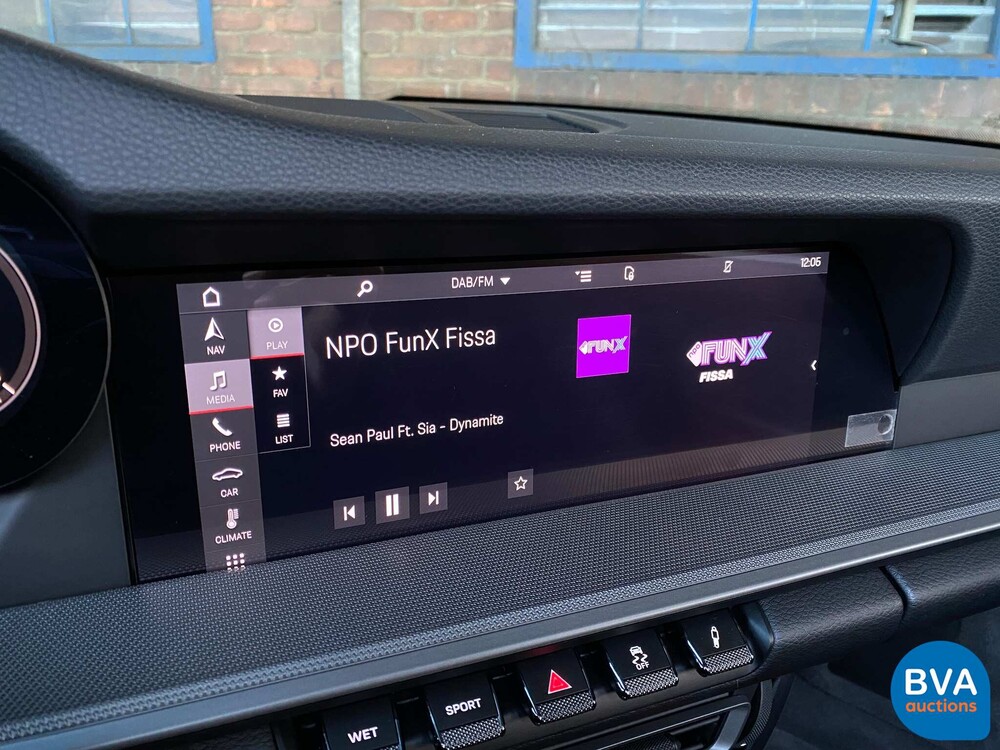 DAB/FM
12:05
NAV
PLAY
NPO FunX Fissa
FUNX
FUNX
FISSA
MEDIA
FAV
PHONE
LIST
Sean Paul Ft. Sia - Dynamite
CAR
CLIMATE
WET
SPORT
OFF
BVA
auctions